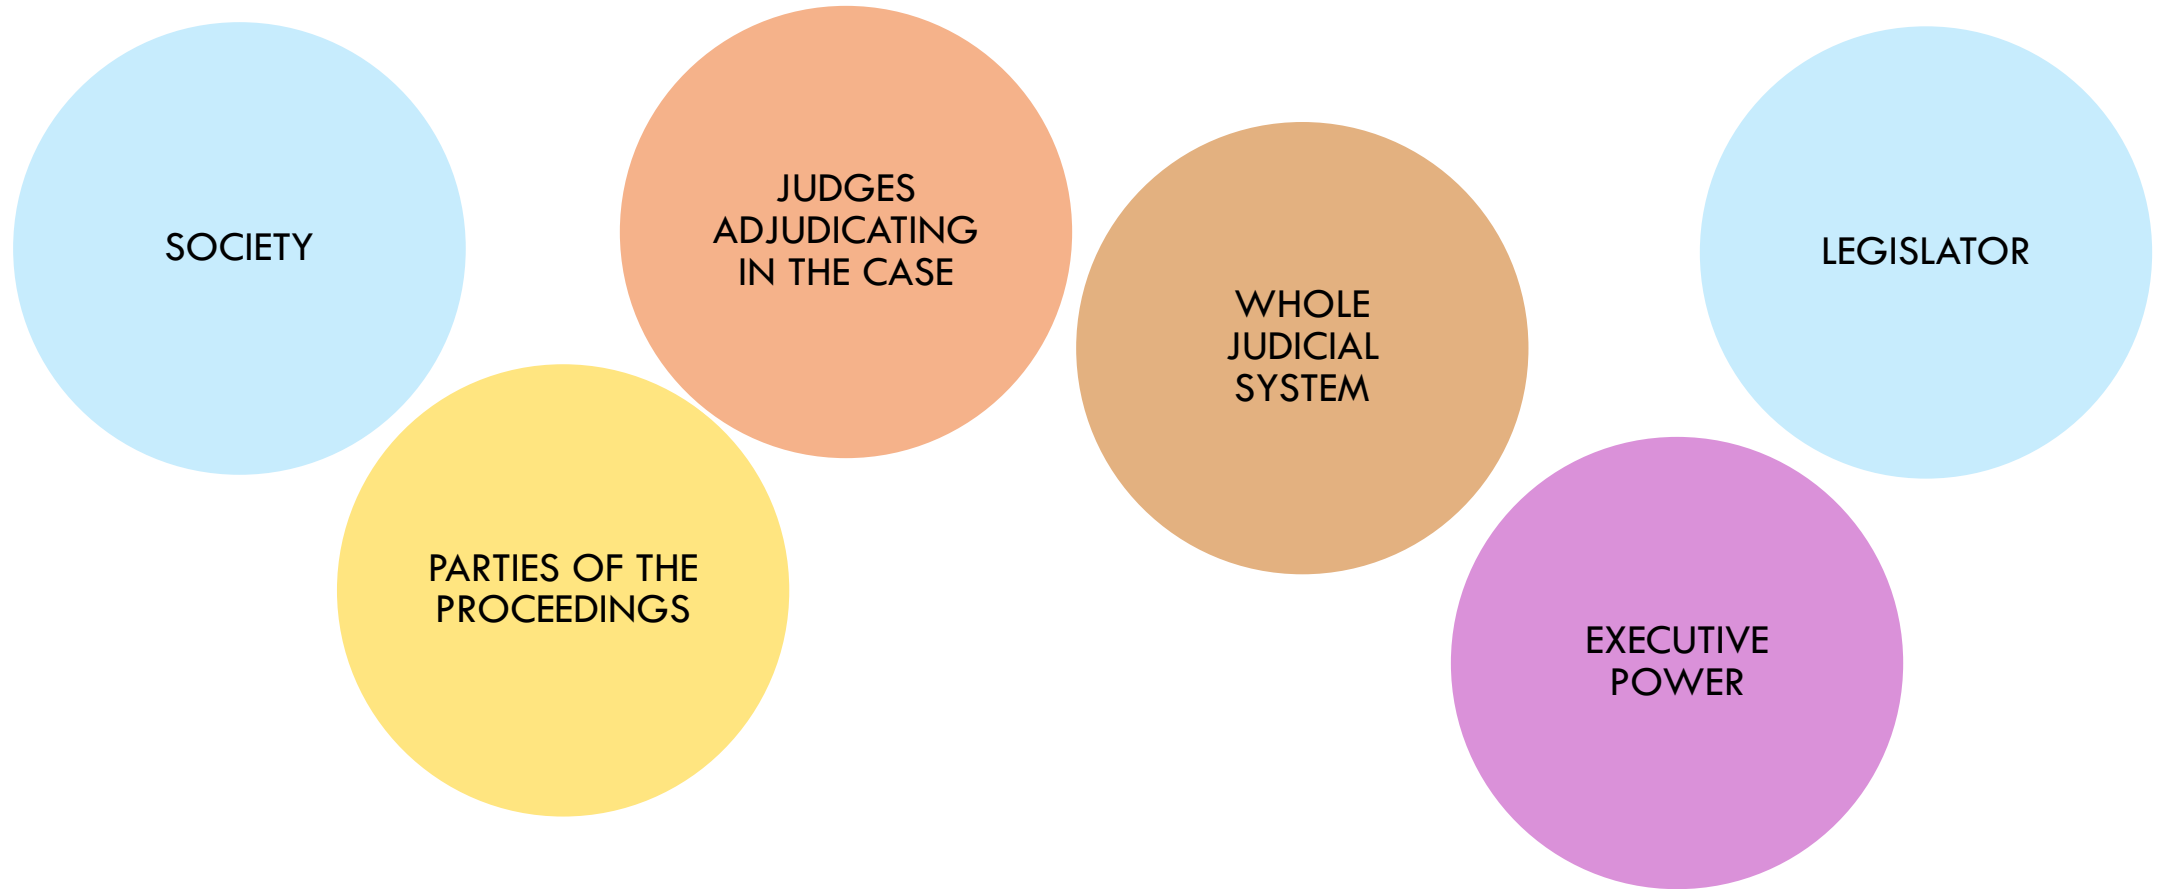 SOCIETY
PARTIES OF THE
PROCEEDINGS
JUDGES
ADJUDICATING
IN THE CASE
WHOLE
JUDICIAL
SYSTEM
EXECUTIVE
POWER
LEGISLATOR